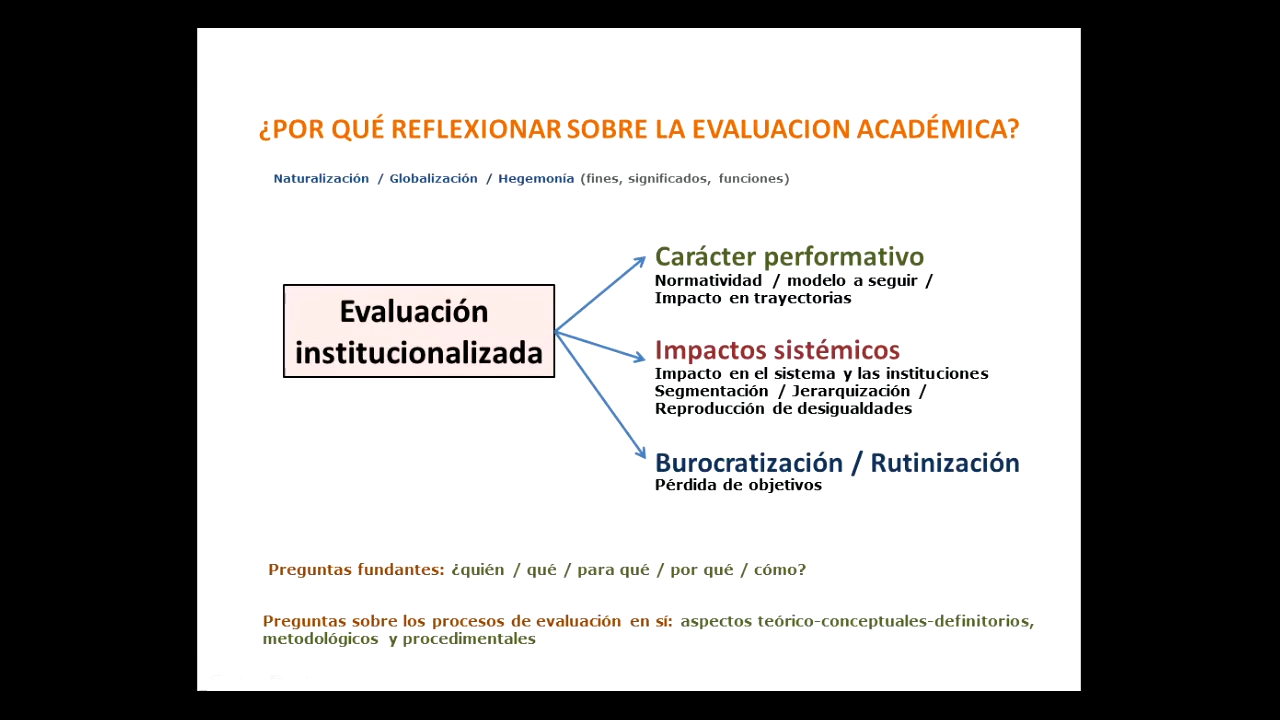 ¿POR QUÉ REFLEXIONAR SOBRE LA EVALUACION ACADÉMICA?
Naturalización / Globalización / Hegemonía (fines, significados, funciones)
Evaluación
institucionalizada
Carácter performativo
Normatividad / modelo a seguir /
Impacto en trayectorias
Impactos sistémicos
Impacto en el sistema y las instituciones
Segmentación / Jerarquización /
Reproducción de desigualdades
Burocratización / Rutinización
Pérdida de objetivos
Preguntas fundantes: ¿quién / qué / para qué / por qué / cómo?
Preguntas sobre los procesos de evaluación en sí: aspectos teórico-conceptuales-definitorios,
metodológicos y procedimentales